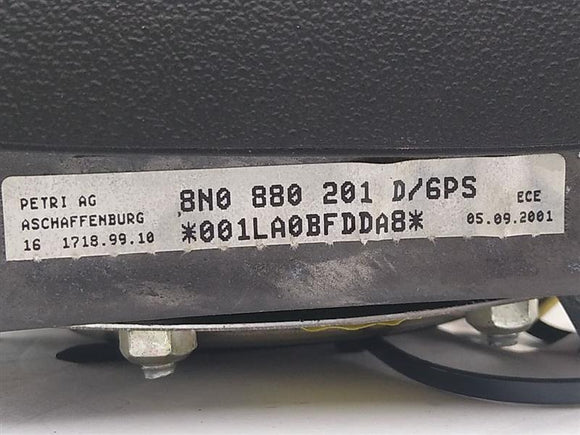 PETRI AG 8N0 880 201 D/6PS ECE
ASCHAFFENBURG *001LA0BFDDA8* 05.09.2001
16 1718.99.10